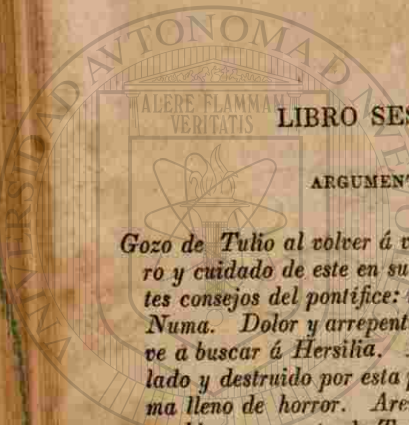 LIBRO SES
ARGUMENT
Gozo de Tulio al volver á v
ro y cuidado de este en su
tes consejos del pontifice:
Numa. Dolor y arrepent
ve a buscar á Hersilia.
lado y destruido por esta p
ma lleno de horror. Are
ALERE FLAMMAM
VERITATIS